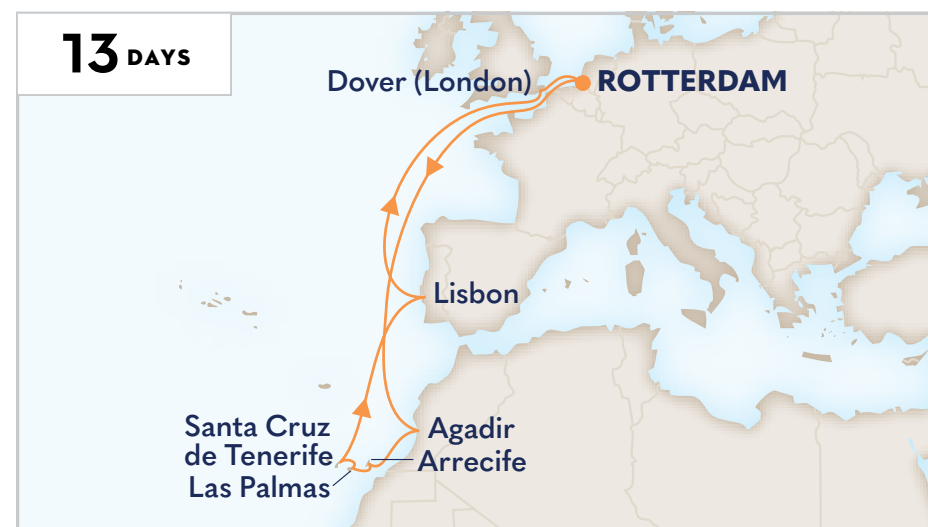 13 DAYS
Dover (London)
ROTTERDAM
Lisbon
Santa Cruz
de Tenerife
Las Palmas
Agadir
Arrecife